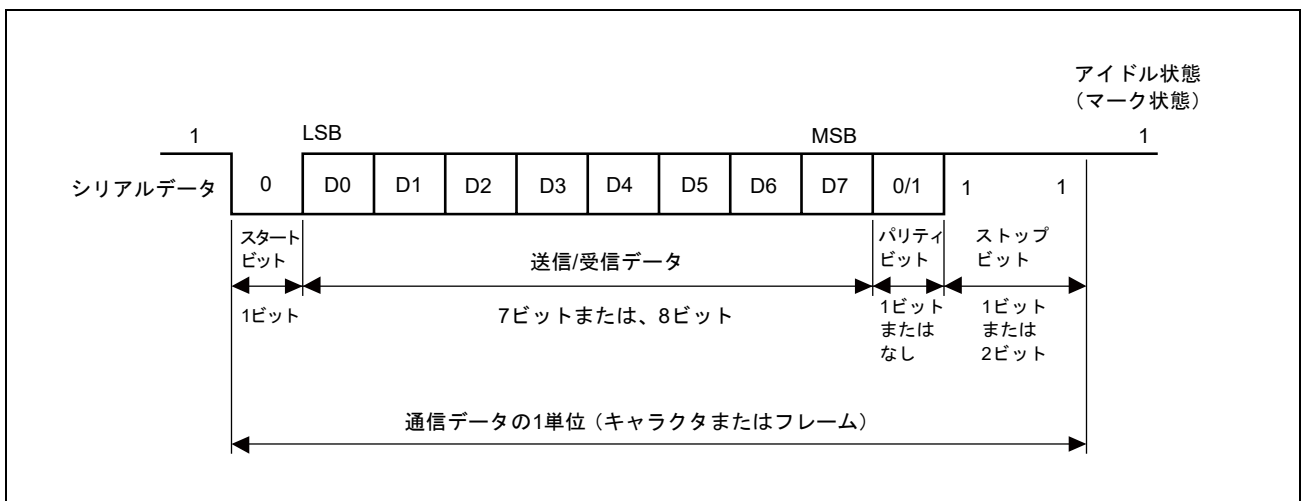 アイドル状態
（マーク状態）
1 LSB MSB 1
シリアルデータ 0 D0 D1 D2 D3 D4 D5 D6 D7 0/1 1 1
スタート
ビット
送信/受信データ
パリティ
ビット
ストップ
ビット
1ビット
7ビットまたは、8ビット
1ビット
または
なし
1ビット
または
2ビット
通信データの1単位（キャラクタまたはフレーム）